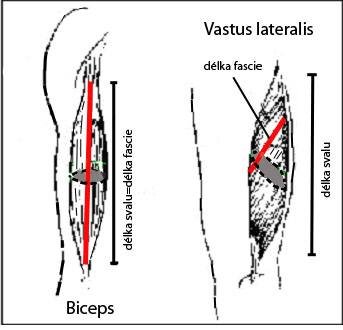 Vastus lateralis
délka fascie
délka svalu=délka fascie
délka svalu
Biceps